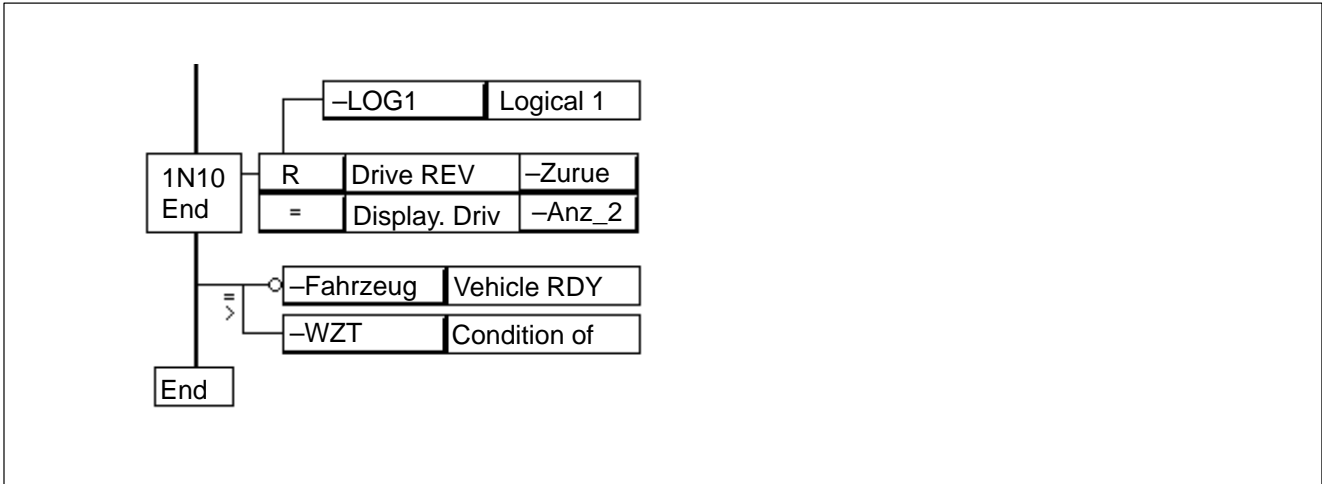 –LOG1 Logical 1
1N10
End
R Drive REV –Zurue
= Display. Driv –Anz_2
–Fahrzeug Vehicle RDY
>=
–WZT Condition of
End